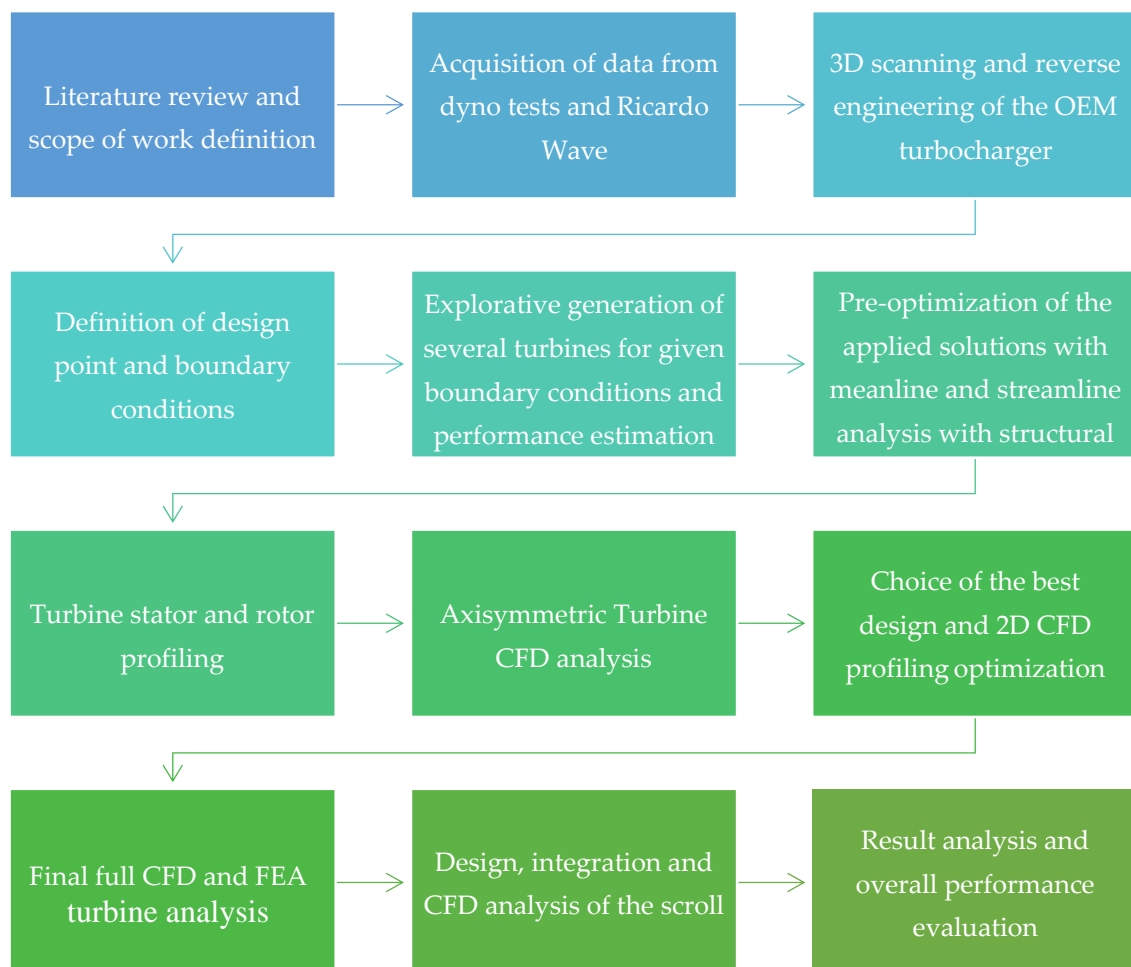 Literature review and
scope of work definition
Acquisition of data from
dyno tests and Ricardo
Wave
3D scanning and reverse
engineering of the OEM
turbocharger
Definition of design
point and boundary
conditions
Explorative generation of
several turbines for given
boundary conditions and
performance estimation
Pre-optimization of the
applied solutions with
meanline and streamline
analysis with structural
Turbine stator and rotor
profiling
Axisymmetric Turbine
CFD analysis
Choice of the best
design and 2D CFD
profiling optimization
Final full CFD and FEA
turbine analysis
Design, integration and
CFD analysis of the scroll
Result analysis and
overall performance
evaluation